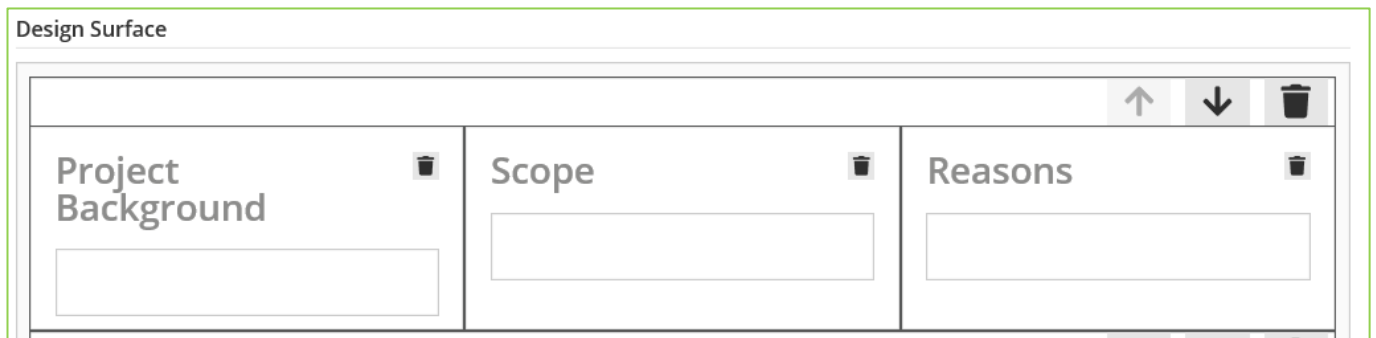 Design Surface
Project
Background
Scope
Reasons